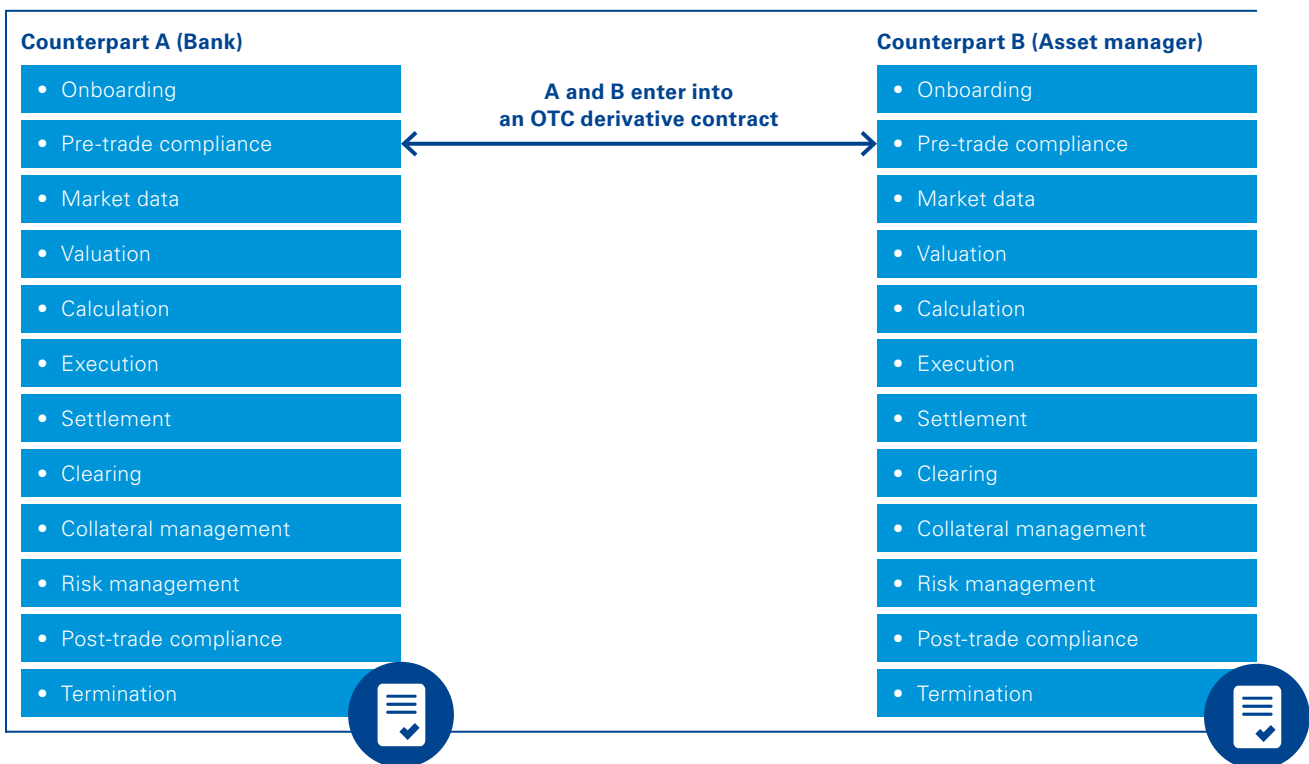 Counterpart A (Bank)
• Onboarding
• Pre-trade compliance
• Market data
• Valuation
• Calculation
• Execution
• Settlement
• Clearing
• Collateral management
• Risk management
• Post-trade compliance
• Termination
A and B enter into
an OTC derivative contract
Counterpart B (Asset manager)
• Onboarding
• Pre-trade compliance
• Market data
• Valuation
• Calculation
• Execution
• Settlement
• Clearing
• Collateral management
• Risk management
• Post-trade compliance
• Termination